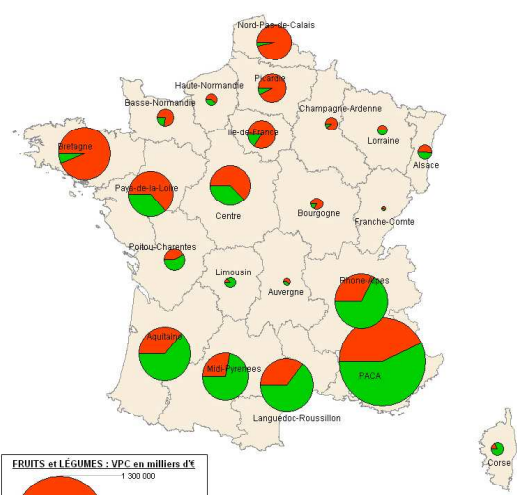 Nord-Pas-de-Calais
Picardie
Haute-Normandie
Basse-Normandie
Champagne-Ardenne
Ile-de-France
Lorraine
Bretagne
Alsace
Pays-de-la-Loire
Centre
Bourgogne
Franche-Comte
Poitou-Charentes
Limousin
Auvergne
Rhone-Alpes
Aquitaine
Midi-Pyrenees
PACA
Languedoc-Roussillon
Corse
FRUITS et LÉGUMES : VPC en milliers d'€
1 300 000